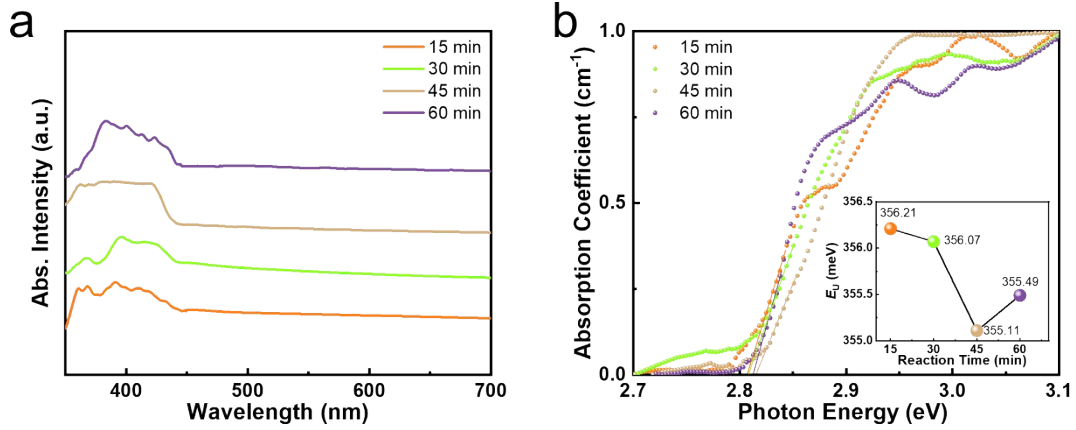 a
Abs. Intensity (a.u.)
15 min
30 min
45 min
60 min
400
500
600
700
Wavelength (nm)
b
Absorption Coefficient (cm⁻¹)
1.0
0.5
0.0
15 min
30 min
45 min
60 min
2.7
2.8
2.9
3.0
3.1
Photon Energy (eV)
E_U (meV)
356.5
356.0
355.5
355.0
356.21
356.07
355.11
355.49
15
30
45
60
Reaction Time (min)